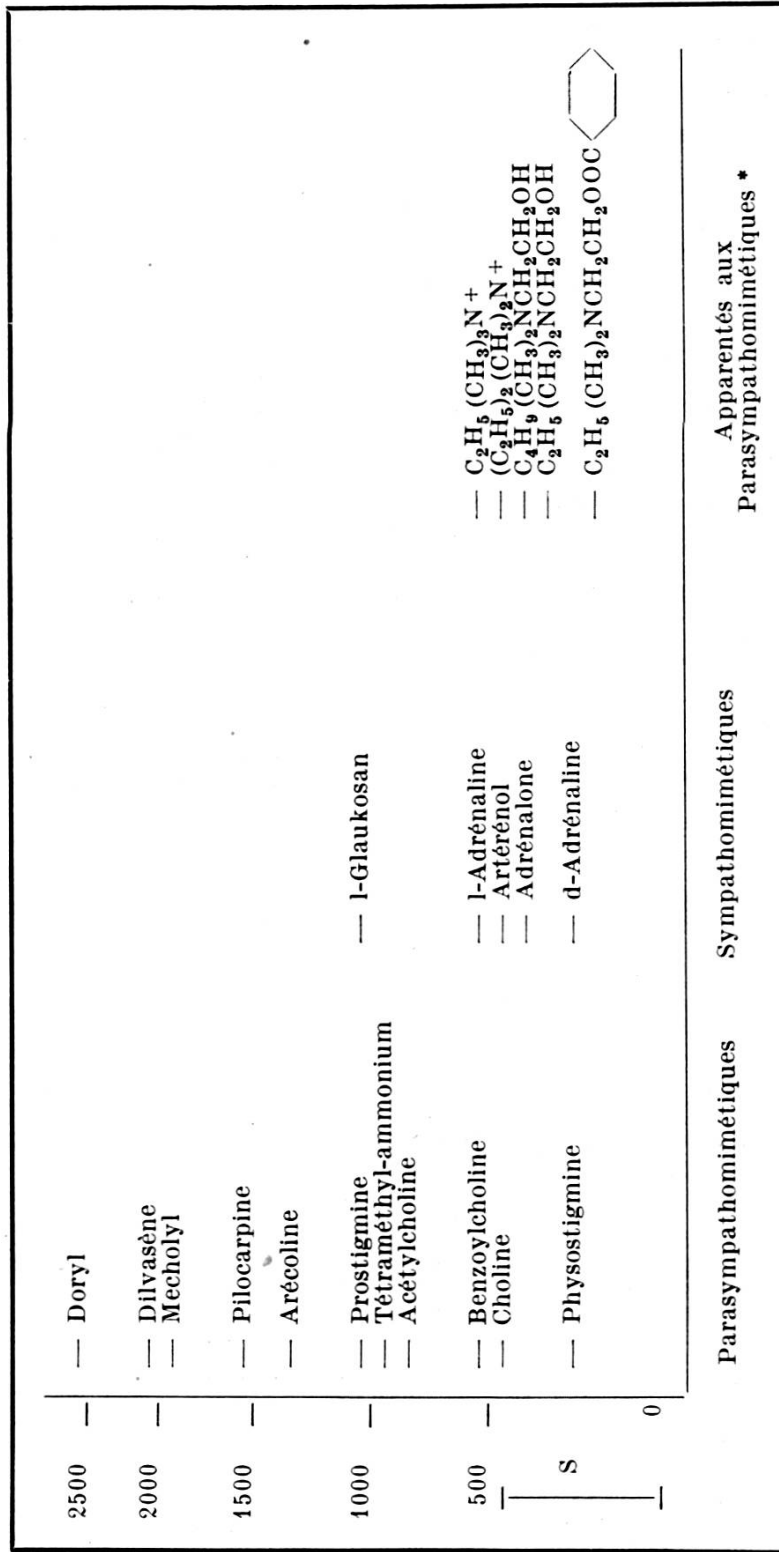 2500
2000
1500
1000
500
0
S
— Doryl
— Dilvasène
— Mecholyl
— Pilocarpine
— Arécoline
— Prostigmine
— Tétraméthyl-ammonium
— Acétylcholine
— Benzoylcholine
— Choline
— Physostigmine
Parasympathomimétiques
— l-Glaukosan
— l-Adrénaline
— Artérénol
— Adrénalone
— d-Adrénaline
Sympathomimétiques
— C₂H₅ (CH₃)₃N +
— (C₂H₅)₂ (CH₃)₂N +
— C₄H₉ (CH₃)₂NCH₂CH₂OH
— C₂H₅ (CH₃)₂NCH₂CH₂OH
— C₂H₅ (CH₃)₂NCH₂CH₂OOC
Apparentés aux
Parasympathomimétiques *